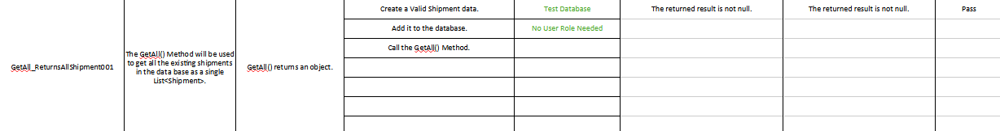 GetAll_ReturnsAllShipment001
The GetAll() Method will be used
to get all the existing shipments
in the data base as a single
List<Shipment>.
GetAll() returns an object.
Create a Valid Shipment data.
Add it to the database.
Call the GetAll() Method.
Test Database
No User Role Needed
The returned result is not null.
The returned result is not null.
Pass